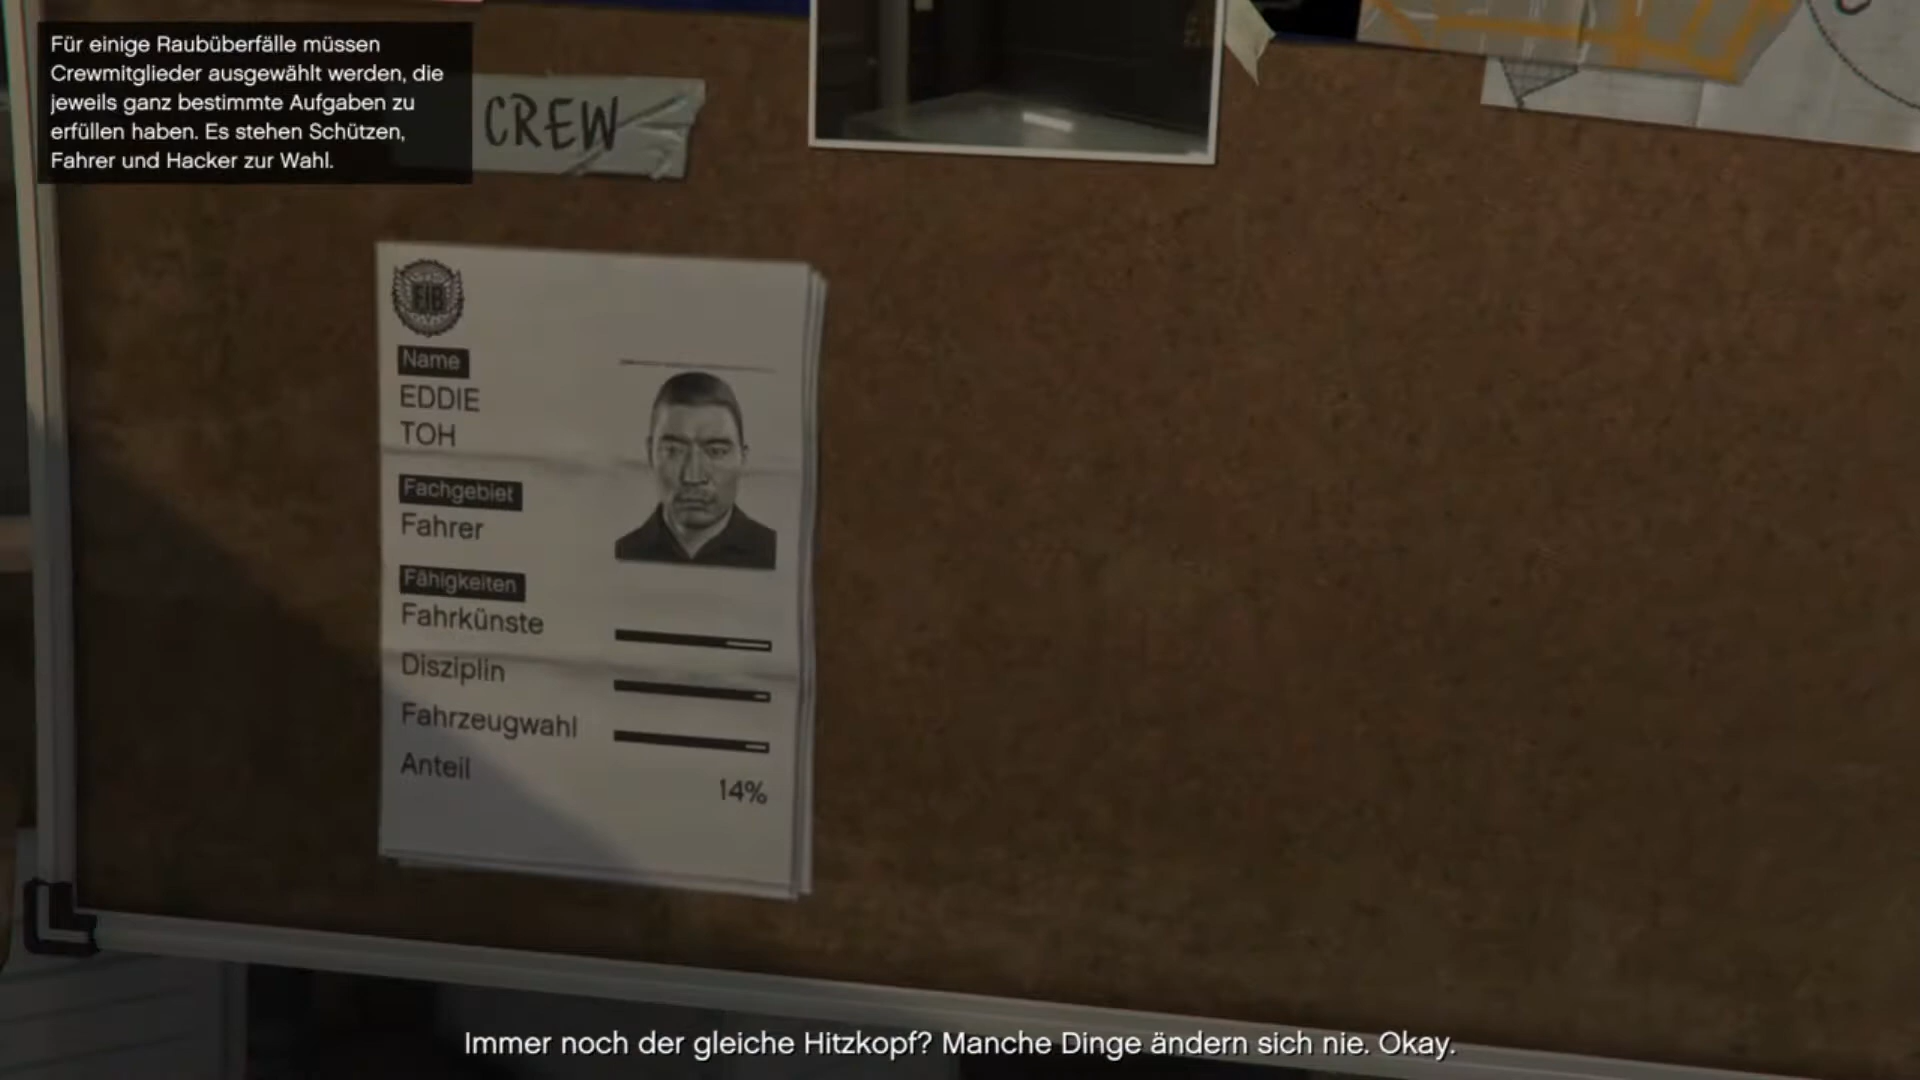 Für einige Raubüberfälle müssen
Crewmitglieder ausgewählt werden, die
jeweils ganz bestimmte Aufgaben zu
erfüllen haben. Es stehen Schützen,
Fahrer und Hacker zur Wahl.
CREW
FIB
Name
EDDIE
TOH
Fachgebiet
Fahrer
Fähigkeiten
Fahrkünste
Disziplin
Fahrzeugwahl
Anteil
14%
Immer noch der gleiche Hitzkopf? Manche Dinge ändern sich nie. Okay.